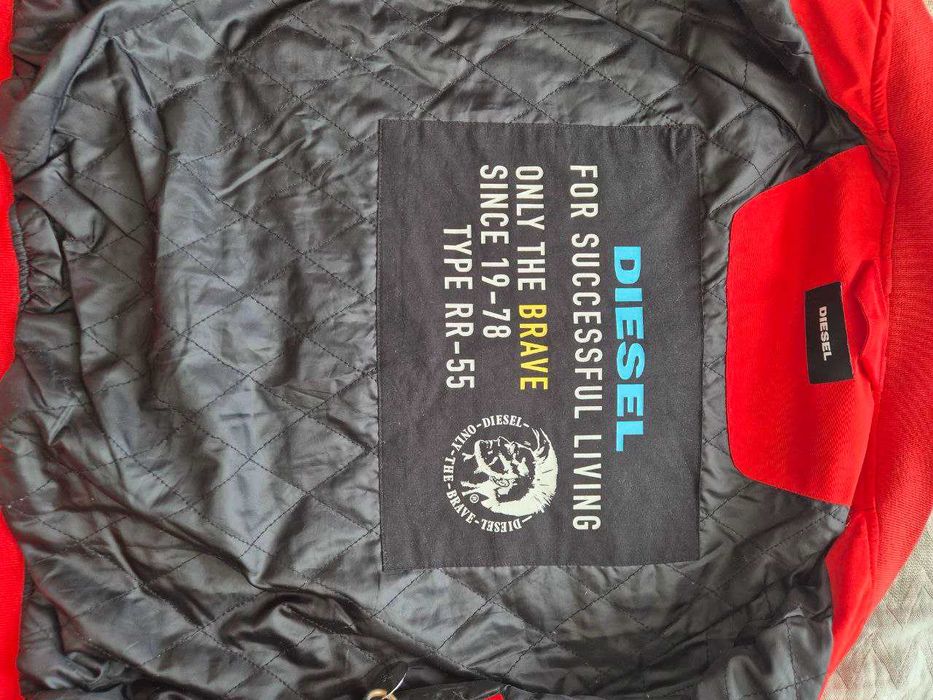 DIESEL
DIESEL
FOR SUCCESSFUL LIVING
ONLY THE BRAVE
SINCE 19-78
TYPE RR-55
-DIESEL-ONLY-THE-BRAVE-DIESEL-
®